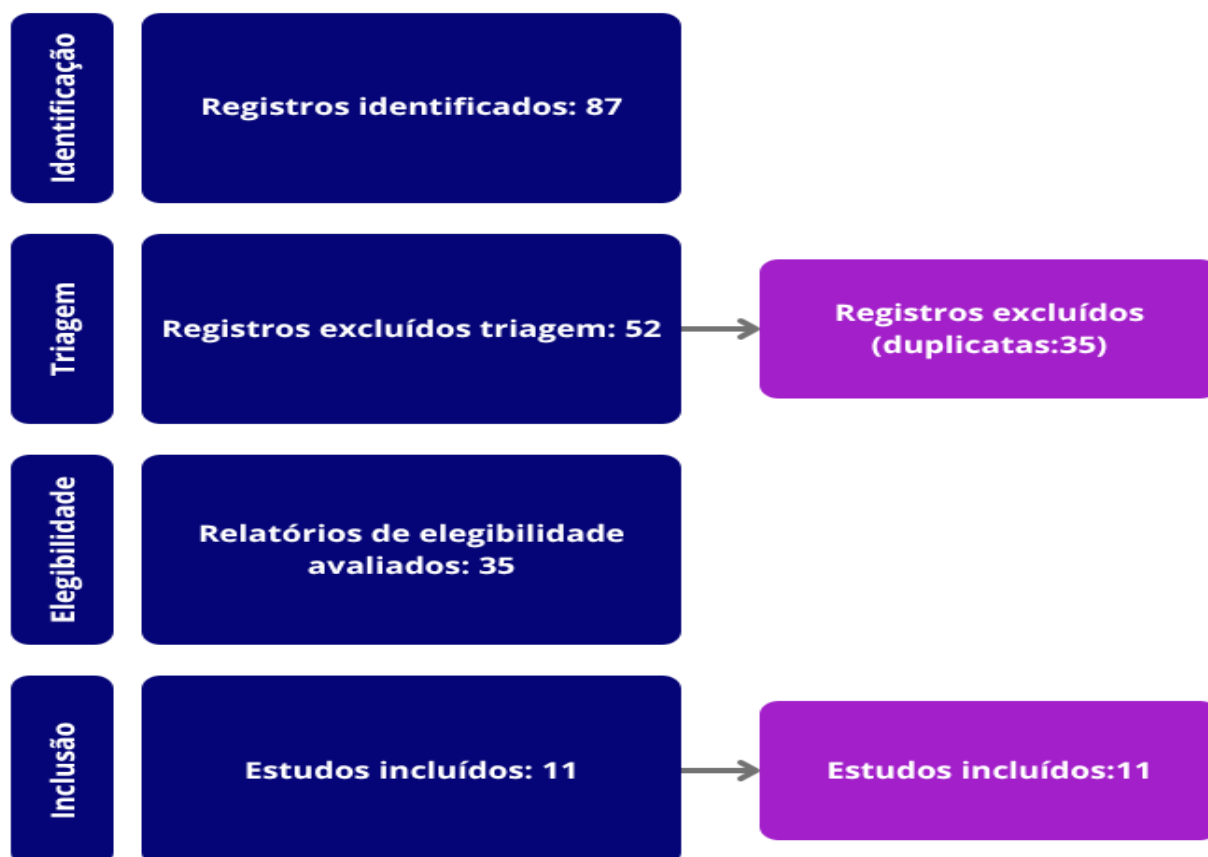 Identificação
Registros identificados: 87
Triagem
Registros excluídos triagem: 52
Registros excluídos
(duplicatas:35)
Elegibilidade
Relatórios de elegibilidade
avaliados: 35
Inclusão
Estudos incluídos: 11
Estudos incluídos:11